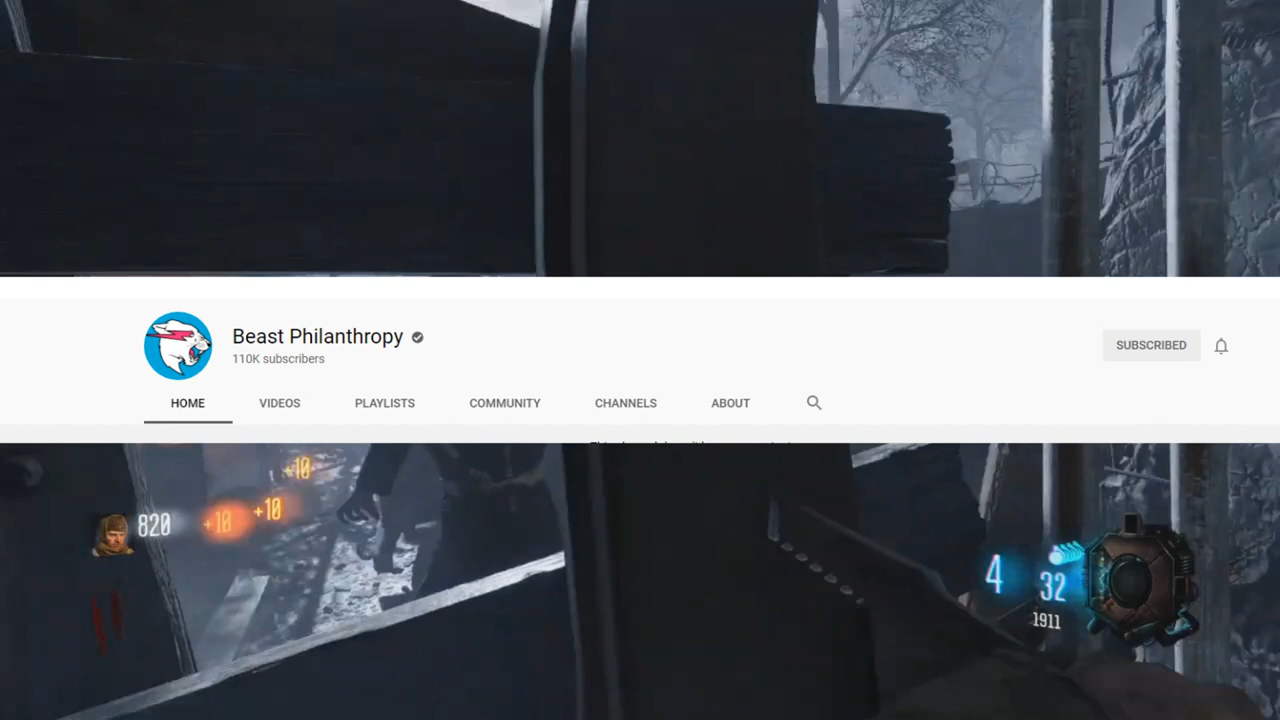 Beast Philanthropy
110K subscribers
SUBSCRIBED
HOME VIDEOS PLAYLISTS COMMUNITY CHANNELS ABOUT
+10
820 +10 +10
4 32
1911